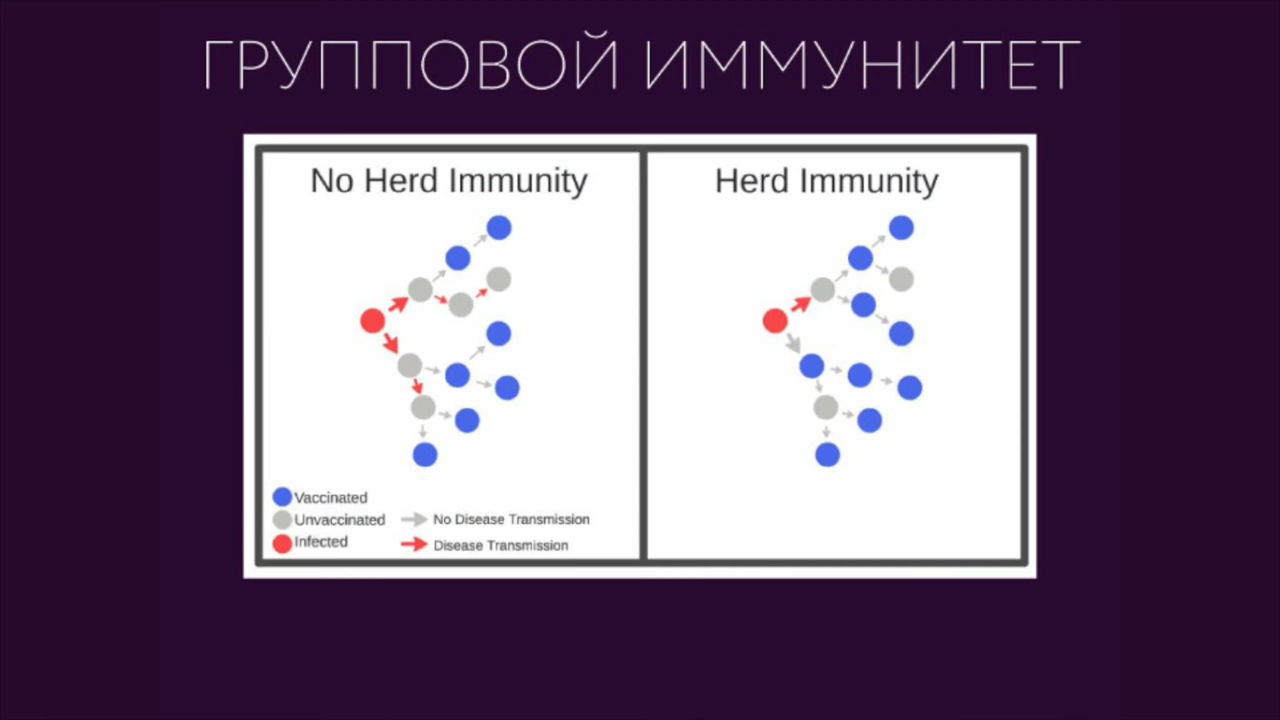 ГРУППОВОЙ ИММУНИТЕТ
No Herd Immunity
Herd Immunity
Vaccinated
Unvaccinated
Infected
No Disease Transmission
Disease Transmission